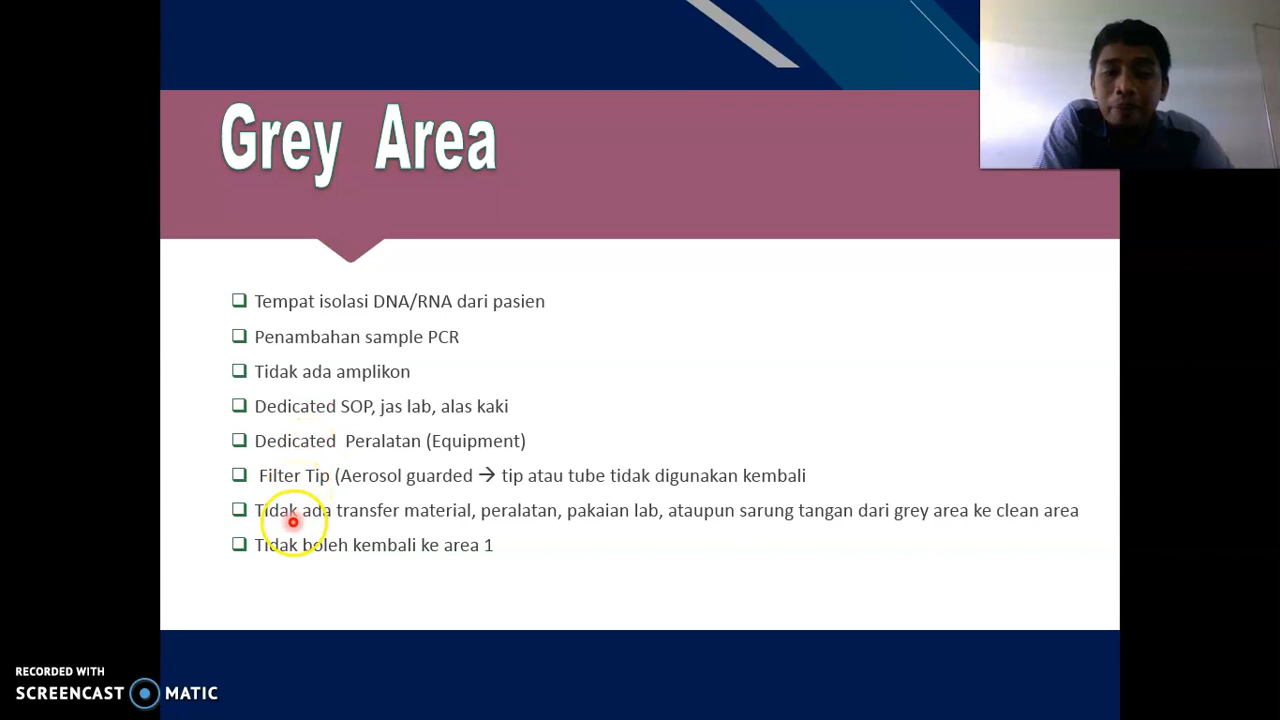 Grey Area
Tempat isolasi DNA/RNA dari pasien
Penambahan sample PCR
Tidak ada amplikon
Dedicated SOP, jas lab, alas kaki
Dedicated Peralatan (Equipment)
Filter Tip (Aerosol guarded → tip atau tube tidak digunakan kembali
Tidak ada transfer material, peralatan, pakaian lab, ataupun sarung tangan dari grey area ke clean area
Tidak boleh kembali ke area 1
RECORDED WITH
SCREENCAST MATIC